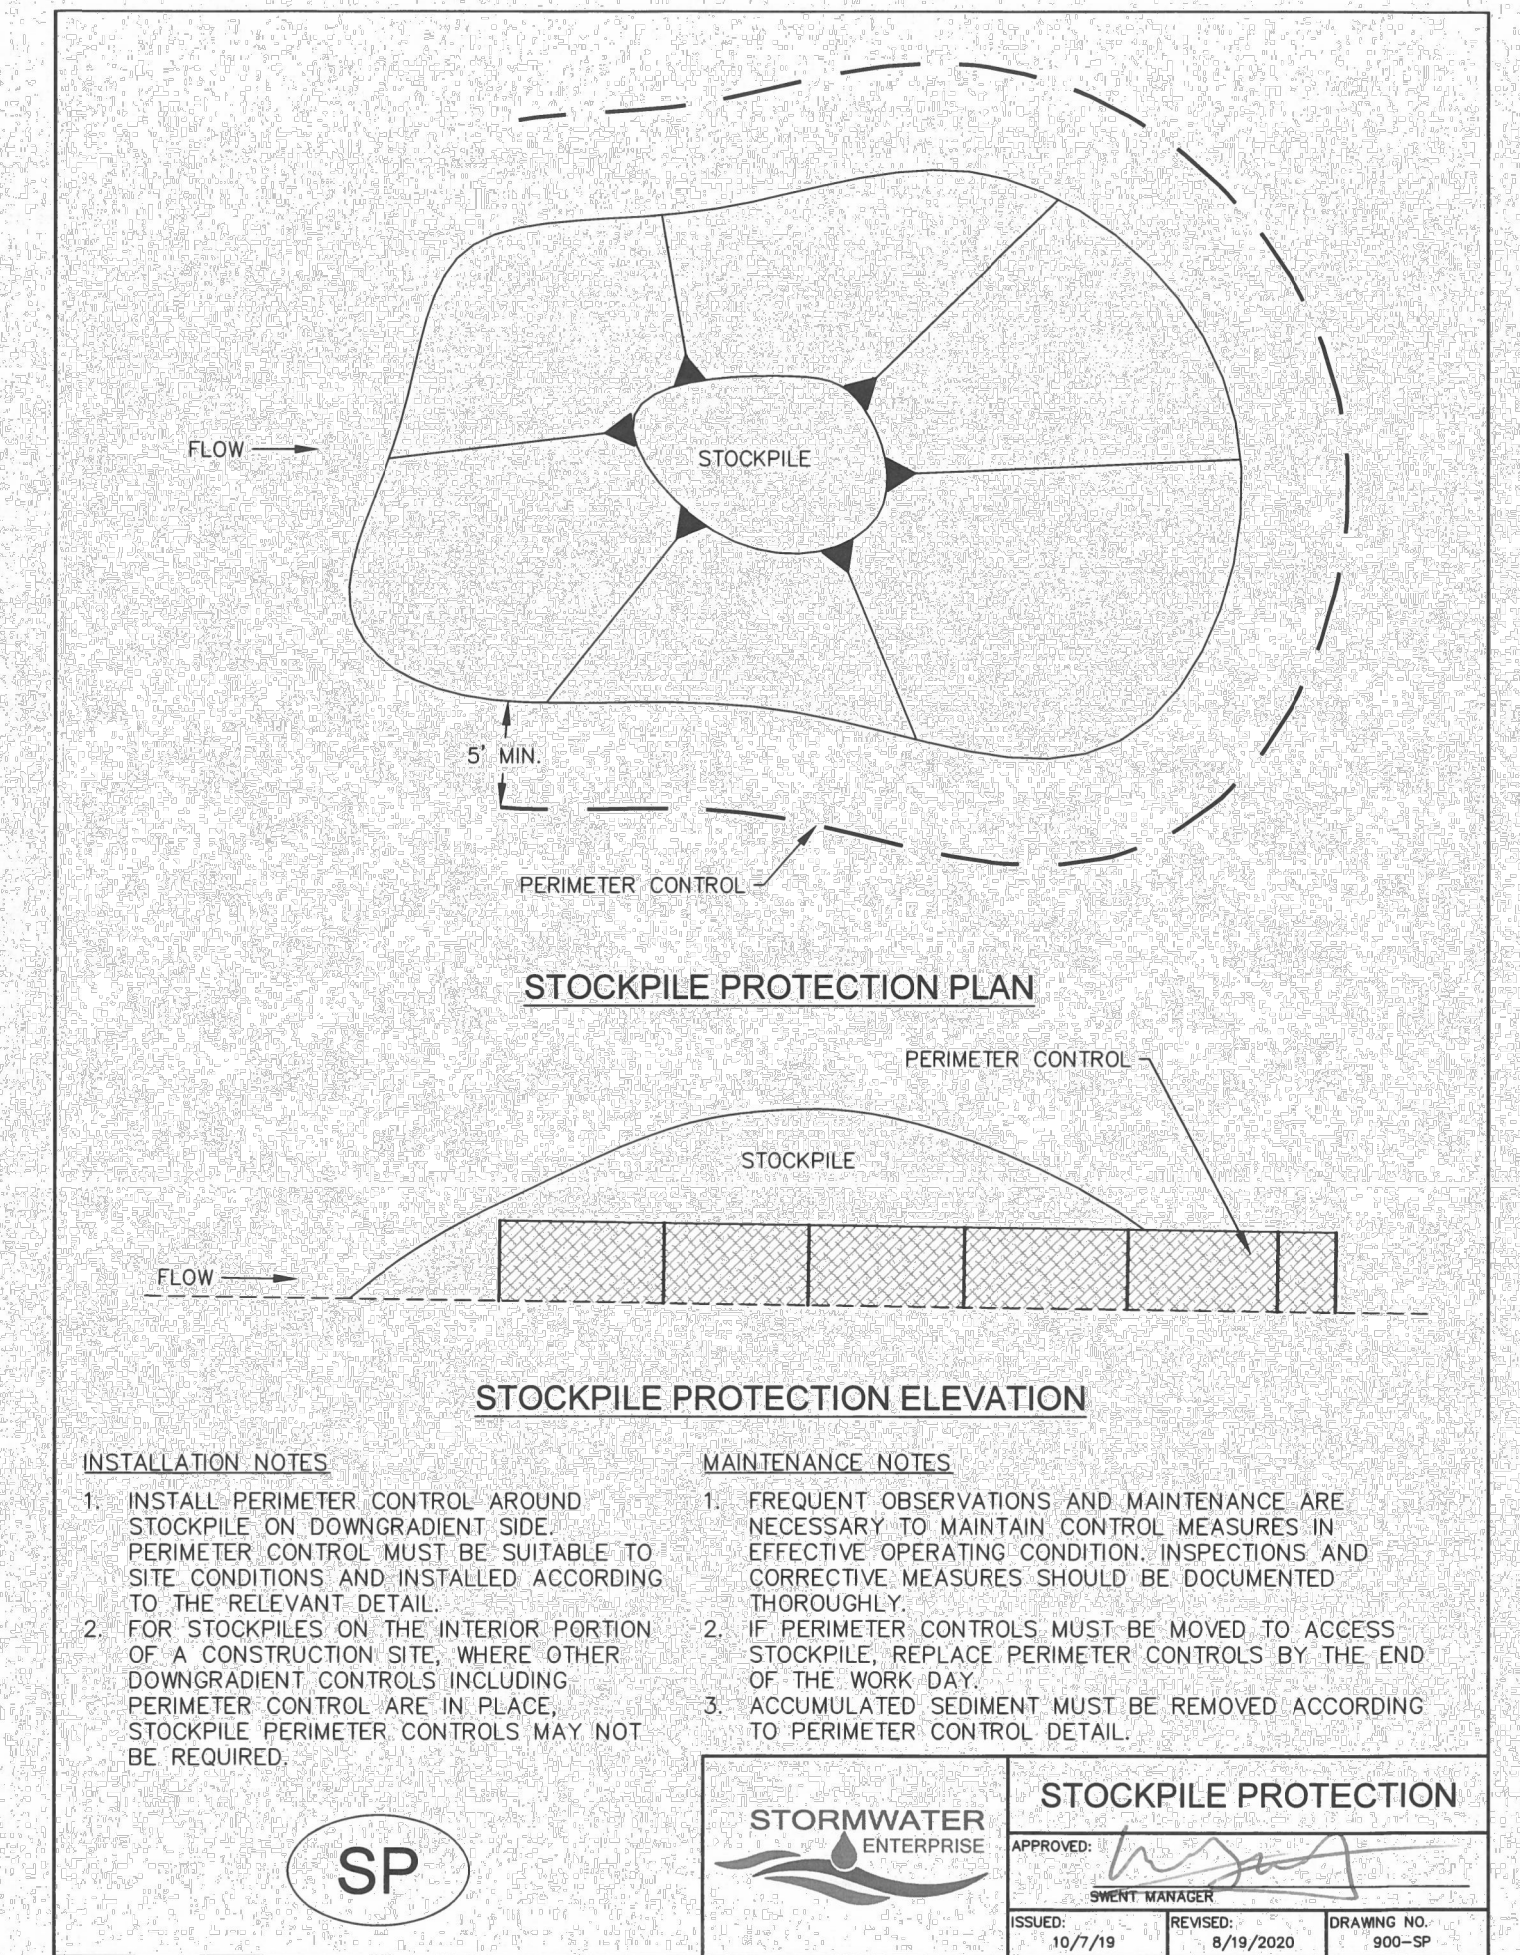 FLOW
STOCKPILE
5' MIN.
PERIMETER CONTROL
STOCKPILE PROTECTION PLAN
PERIMETER CONTROL
STOCKPILE
FLOW
STOCKPILE PROTECTION ELEVATION
INSTALLATION NOTES
1. INSTALL PERIMETER CONTROL AROUND
STOCKPILE ON DOWNGRADIENT SIDE.
PERIMETER CONTROL MUST BE SUITABLE TO
SITE CONDITIONS AND INSTALLED ACCORDING
TO THE RELEVANT DETAIL.
2. FOR STOCKPILES ON THE INTERIOR PORTION
OF A CONSTRUCTION SITE, WHERE OTHER
DOWNGRADIENT CONTROLS INCLUDING
PERIMETER CONTROL ARE IN PLACE,
STOCKPILE PERIMETER CONTROLS MAY NOT
BE REQUIRED.
MAINTENANCE NOTES
1. FREQUENT OBSERVATIONS AND MAINTENANCE ARE
NECESSARY TO MAINTAIN CONTROL MEASURES IN
EFFECTIVE OPERATING CONDITION. INSPECTIONS AND
CORRECTIVE MEASURES SHOULD BE DOCUMENTED
THOROUGHLY.
2. IF PERIMETER CONTROLS MUST BE MOVED TO ACCESS
STOCKPILE, REPLACE PERIMETER CONTROLS BY THE END
OF THE WORK DAY.
3. ACCUMULATED SEDIMENT MUST BE REMOVED ACCORDING
TO PERIMETER CONTROL DETAIL.
SP
STORMWATER
ENTERPRISE
STOCKPILE PROTECTION
APPROVED:
SWENT MANAGER
ISSUED:
10/7/19
REVISED:
8/19/2020
DRAWING NO.
900-SP